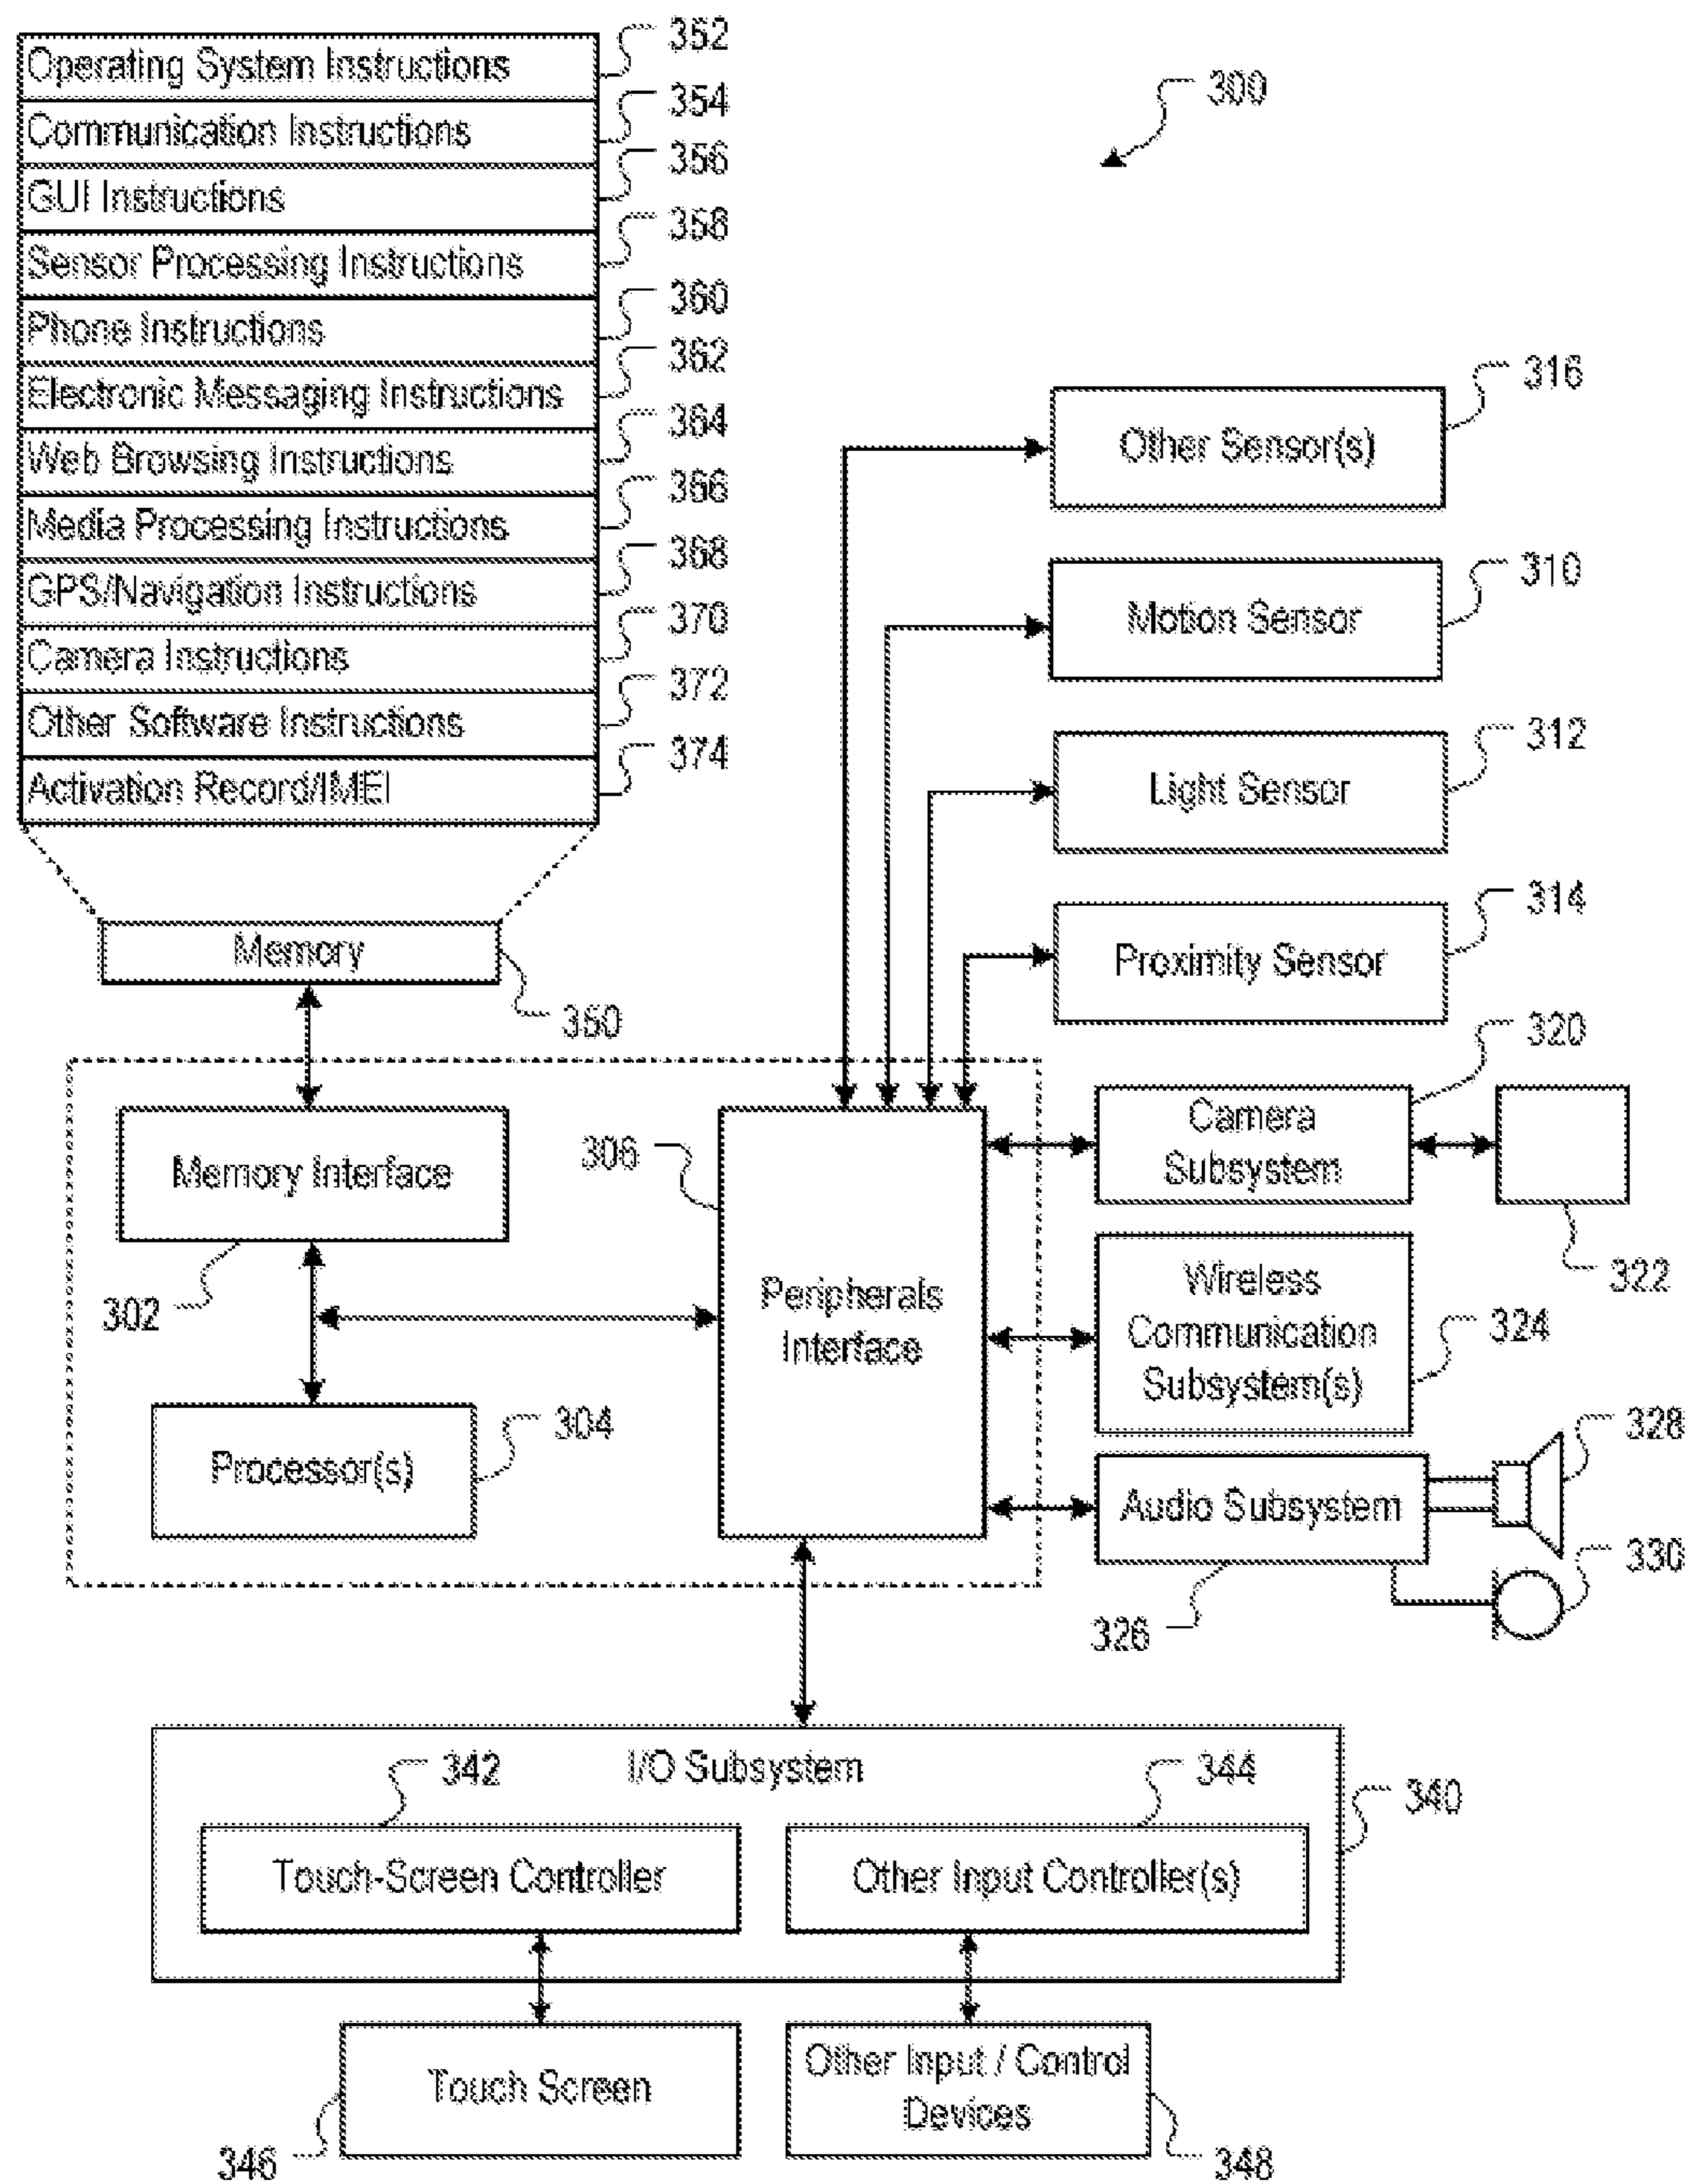 Operating System Instructions 352
Communication Instructions 354
GUI Instructions 356
Sensor Processing Instructions 358
Phone Instructions 360
Electronic Messaging Instructions 362
Web Browsing Instructions 364
Media Processing Instructions 366
GPS/Navigation Instructions 368
Camera Instructions 370
Other Software Instructions 372
Activation Record/IMEI 374
300
Memory
350
Other Sensor(s)
316
Motion Sensor
310
Light Sensor
312
Proximity Sensor
314
Memory Interface
302
Processor(s)
304
306
Peripherals
Interface
Camera
Subsystem
320
322
Wireless
Communication
Subsystem(s)
324
Audio Subsystem
326
328
330
I/O Subsystem
340
342
Touch-Screen Controller
344
Other Input Controller(s)
Touch Screen
346
Other Input / Control
Devices
348